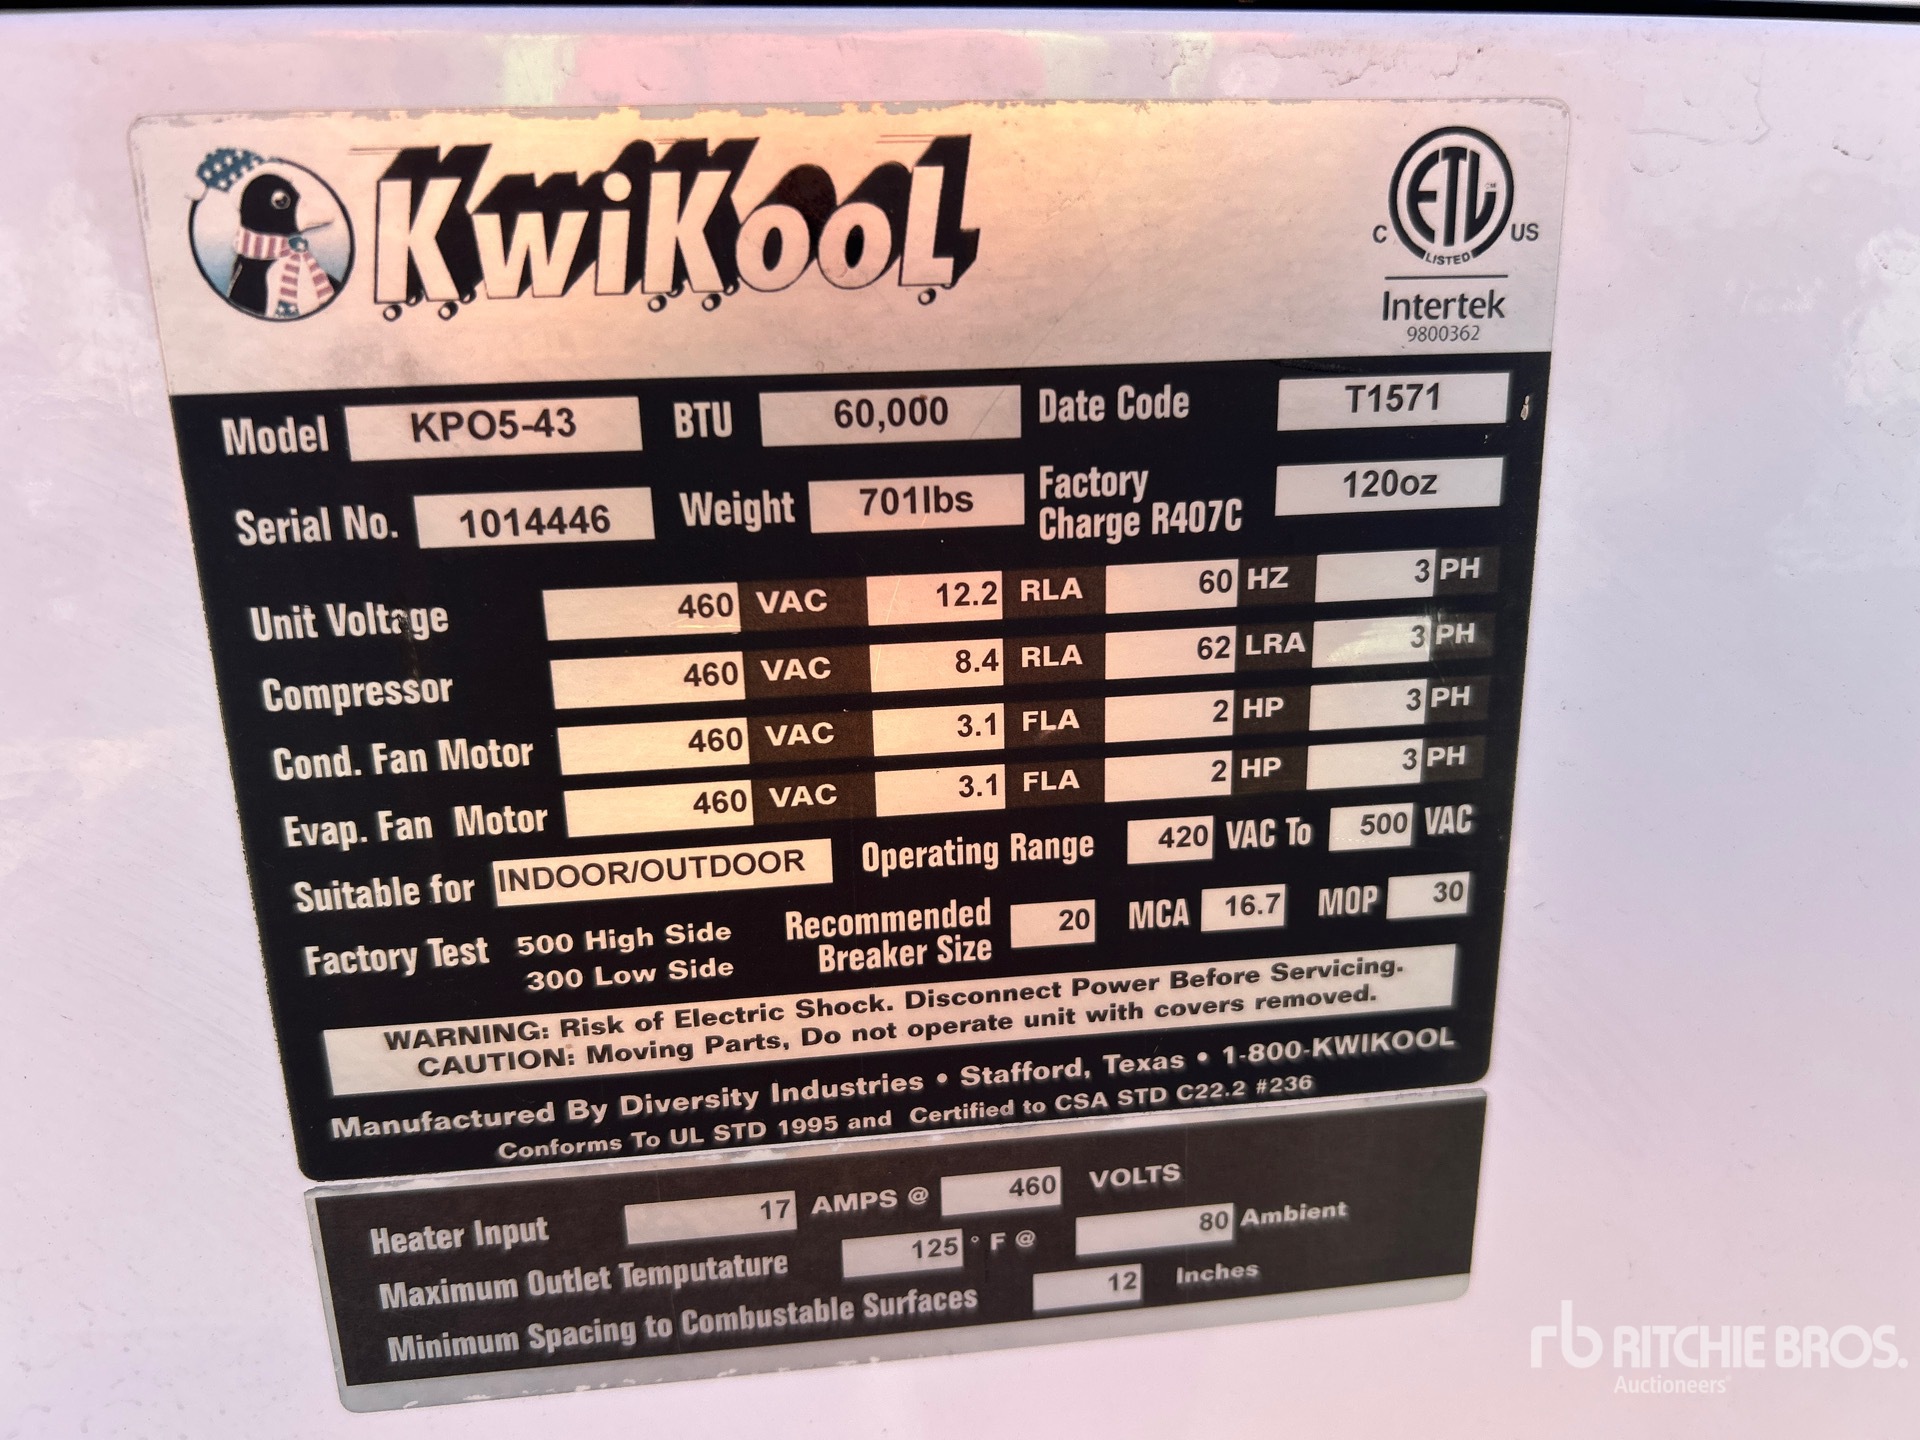 KwiKool
ETL
CM
C
US
LISTED
Intertek
9800362
Model KPO5-43 BTU 60,000 Date Code T1571
Serial No. 1014446 Weight 701lbs Factory Charge R407C 120oz
Unit Voltage 460 VAC 12.2 RLA 60 HZ 3 PH
Compressor 460 VAC 8.4 RLA 62 LRA 3 PH
Cond. Fan Motor 460 VAC 3.1 FLA 2 HP 3 PH
Evap. Fan Motor 460 VAC 3.1 FLA 2 HP 3 PH
Suitable for INDOOR/OUTDOOR Operating Range 420 VAC To 500 VAC
Factory Test 500 High Side
300 Low Side
Recommended
Breaker Size 20 MCA 16.7 MOP 30
WARNING: Risk of Electric Shock. Disconnect Power Before Servicing.
CAUTION: Moving Parts, Do not operate unit with covers removed.
Manufactured By Diversity Industries • Stafford, Texas • 1-800-KWIKOOL
Conforms To UL STD 1995 and Certified to CSA STD C22.2 #236
Heater Input 17 AMPS @ 460 VOLTS
Maximum Outlet Temputature 125 ° F @ 80 Ambient
Minimum Spacing to Combustable Surfaces 12 Inches
rb RITCHIE BROS.
Auctioneers